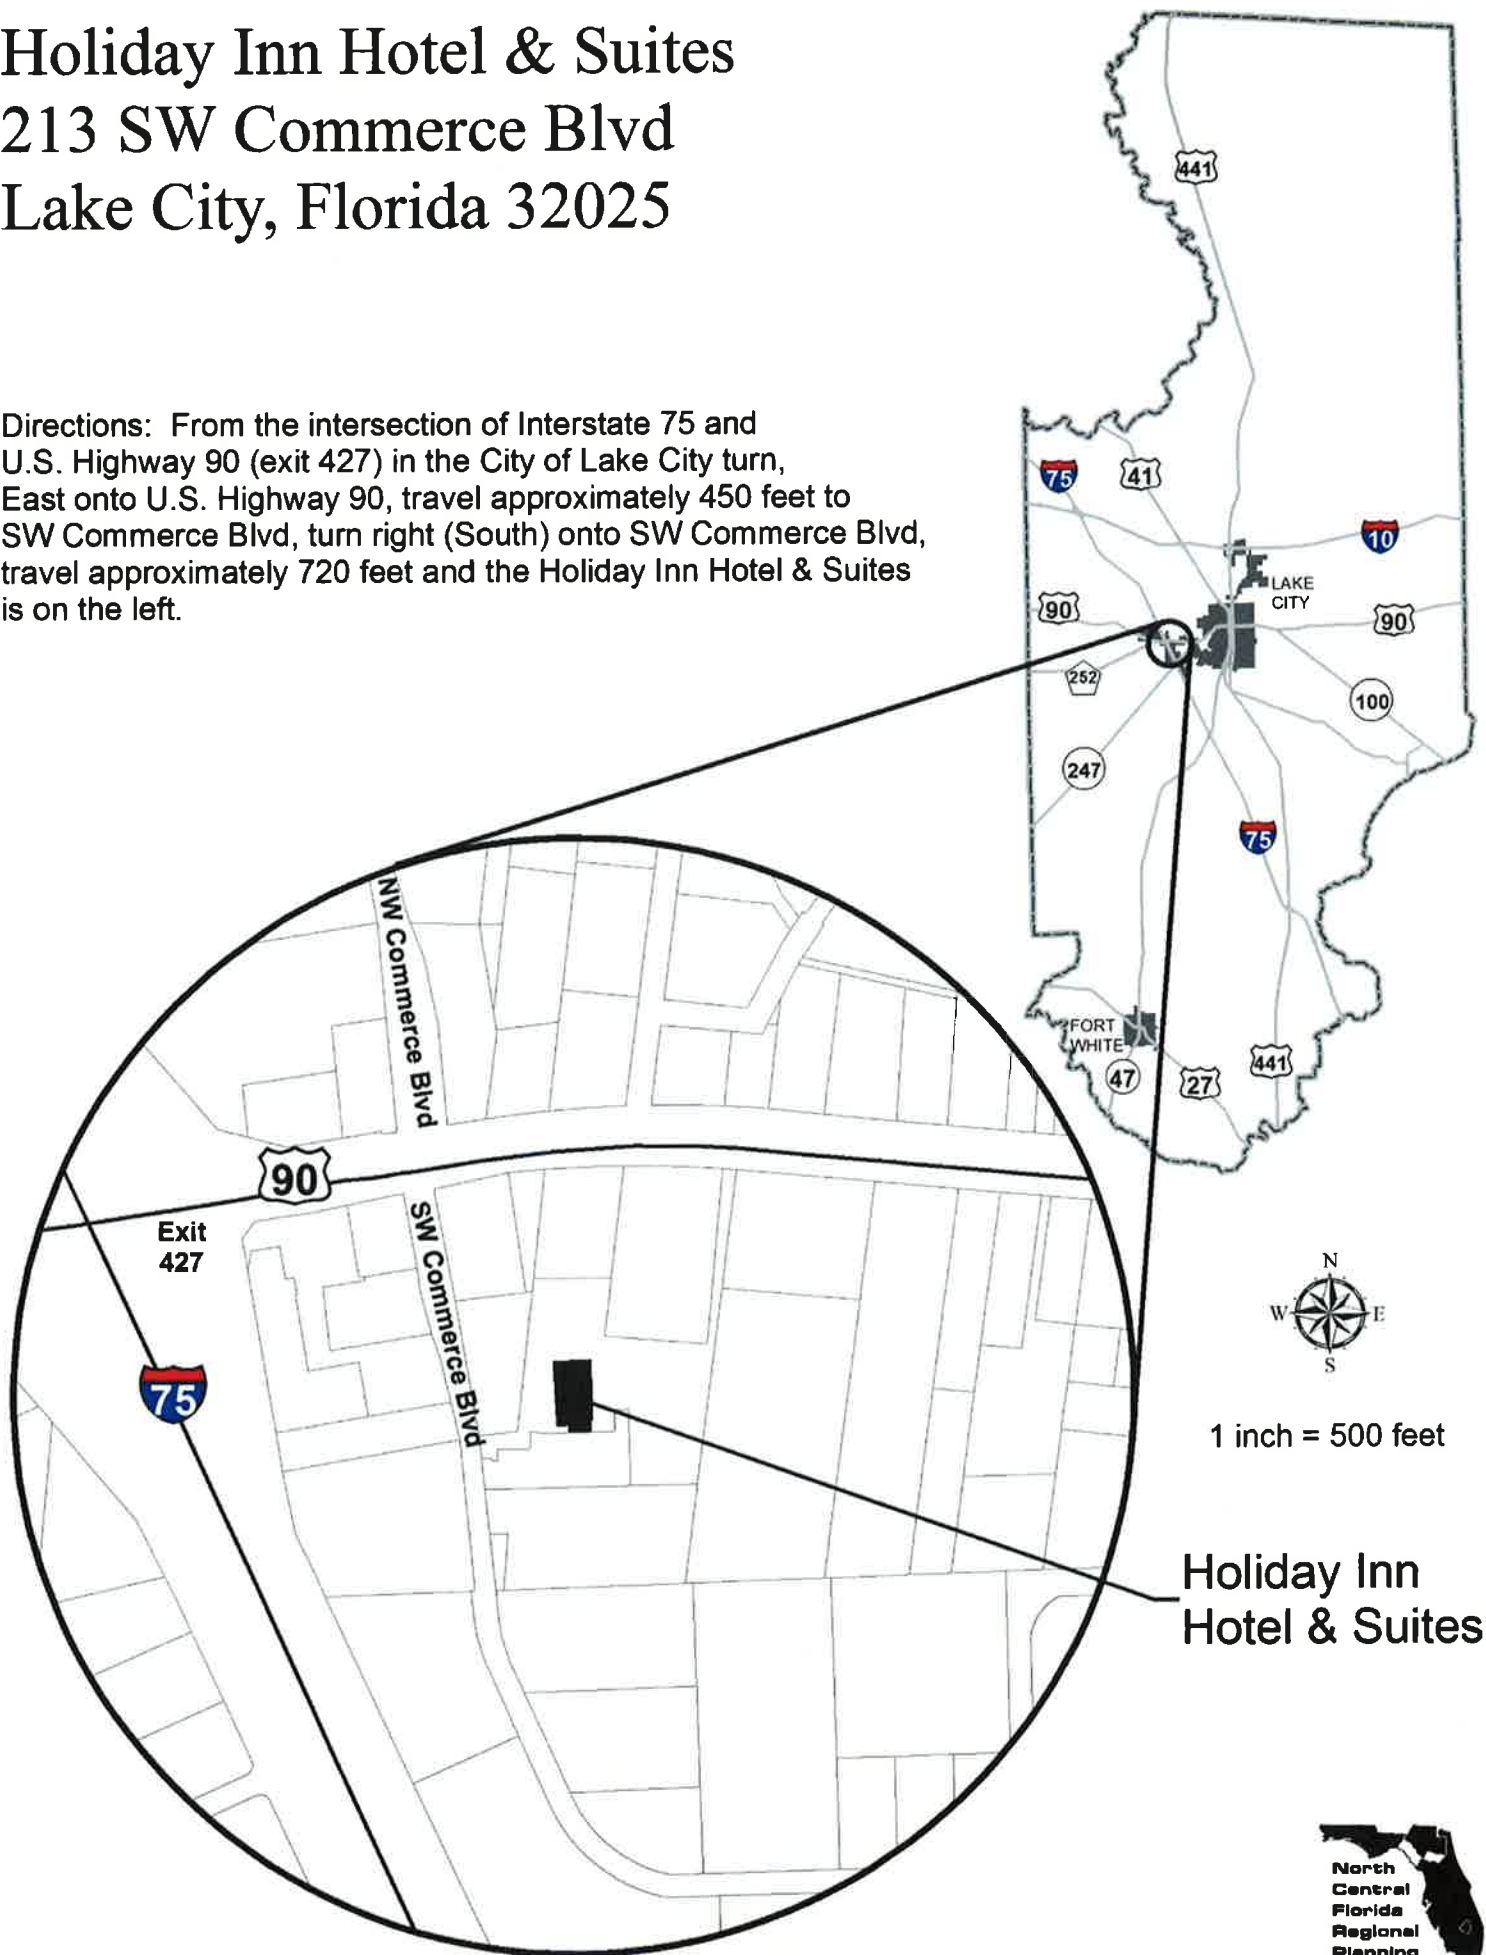 Holiday Inn Hotel & Suites
213 SW Commerce Blvd
Lake City, Florida 32025
Directions: From the intersection of Interstate 75 and
U.S. Highway 90 (exit 427) in the City of Lake City turn,
East onto U.S. Highway 90, travel approximately 450 feet to
SW Commerce Blvd, turn right (South) onto SW Commerce Blvd,
travel approximately 720 feet and the Holiday Inn Hotel & Suites
is on the left.
441
75
41
10
LAKE
CITY
90
90
252
100
247
75
FORT
WHITE
47
27
441
NW Commerce Blvd
90
Exit
427
SW Commerce Blvd
75
N
W
E
S
1 inch = 500 feet
Holiday Inn
Hotel & Suites
North
Central
Florida
Regional
Planning